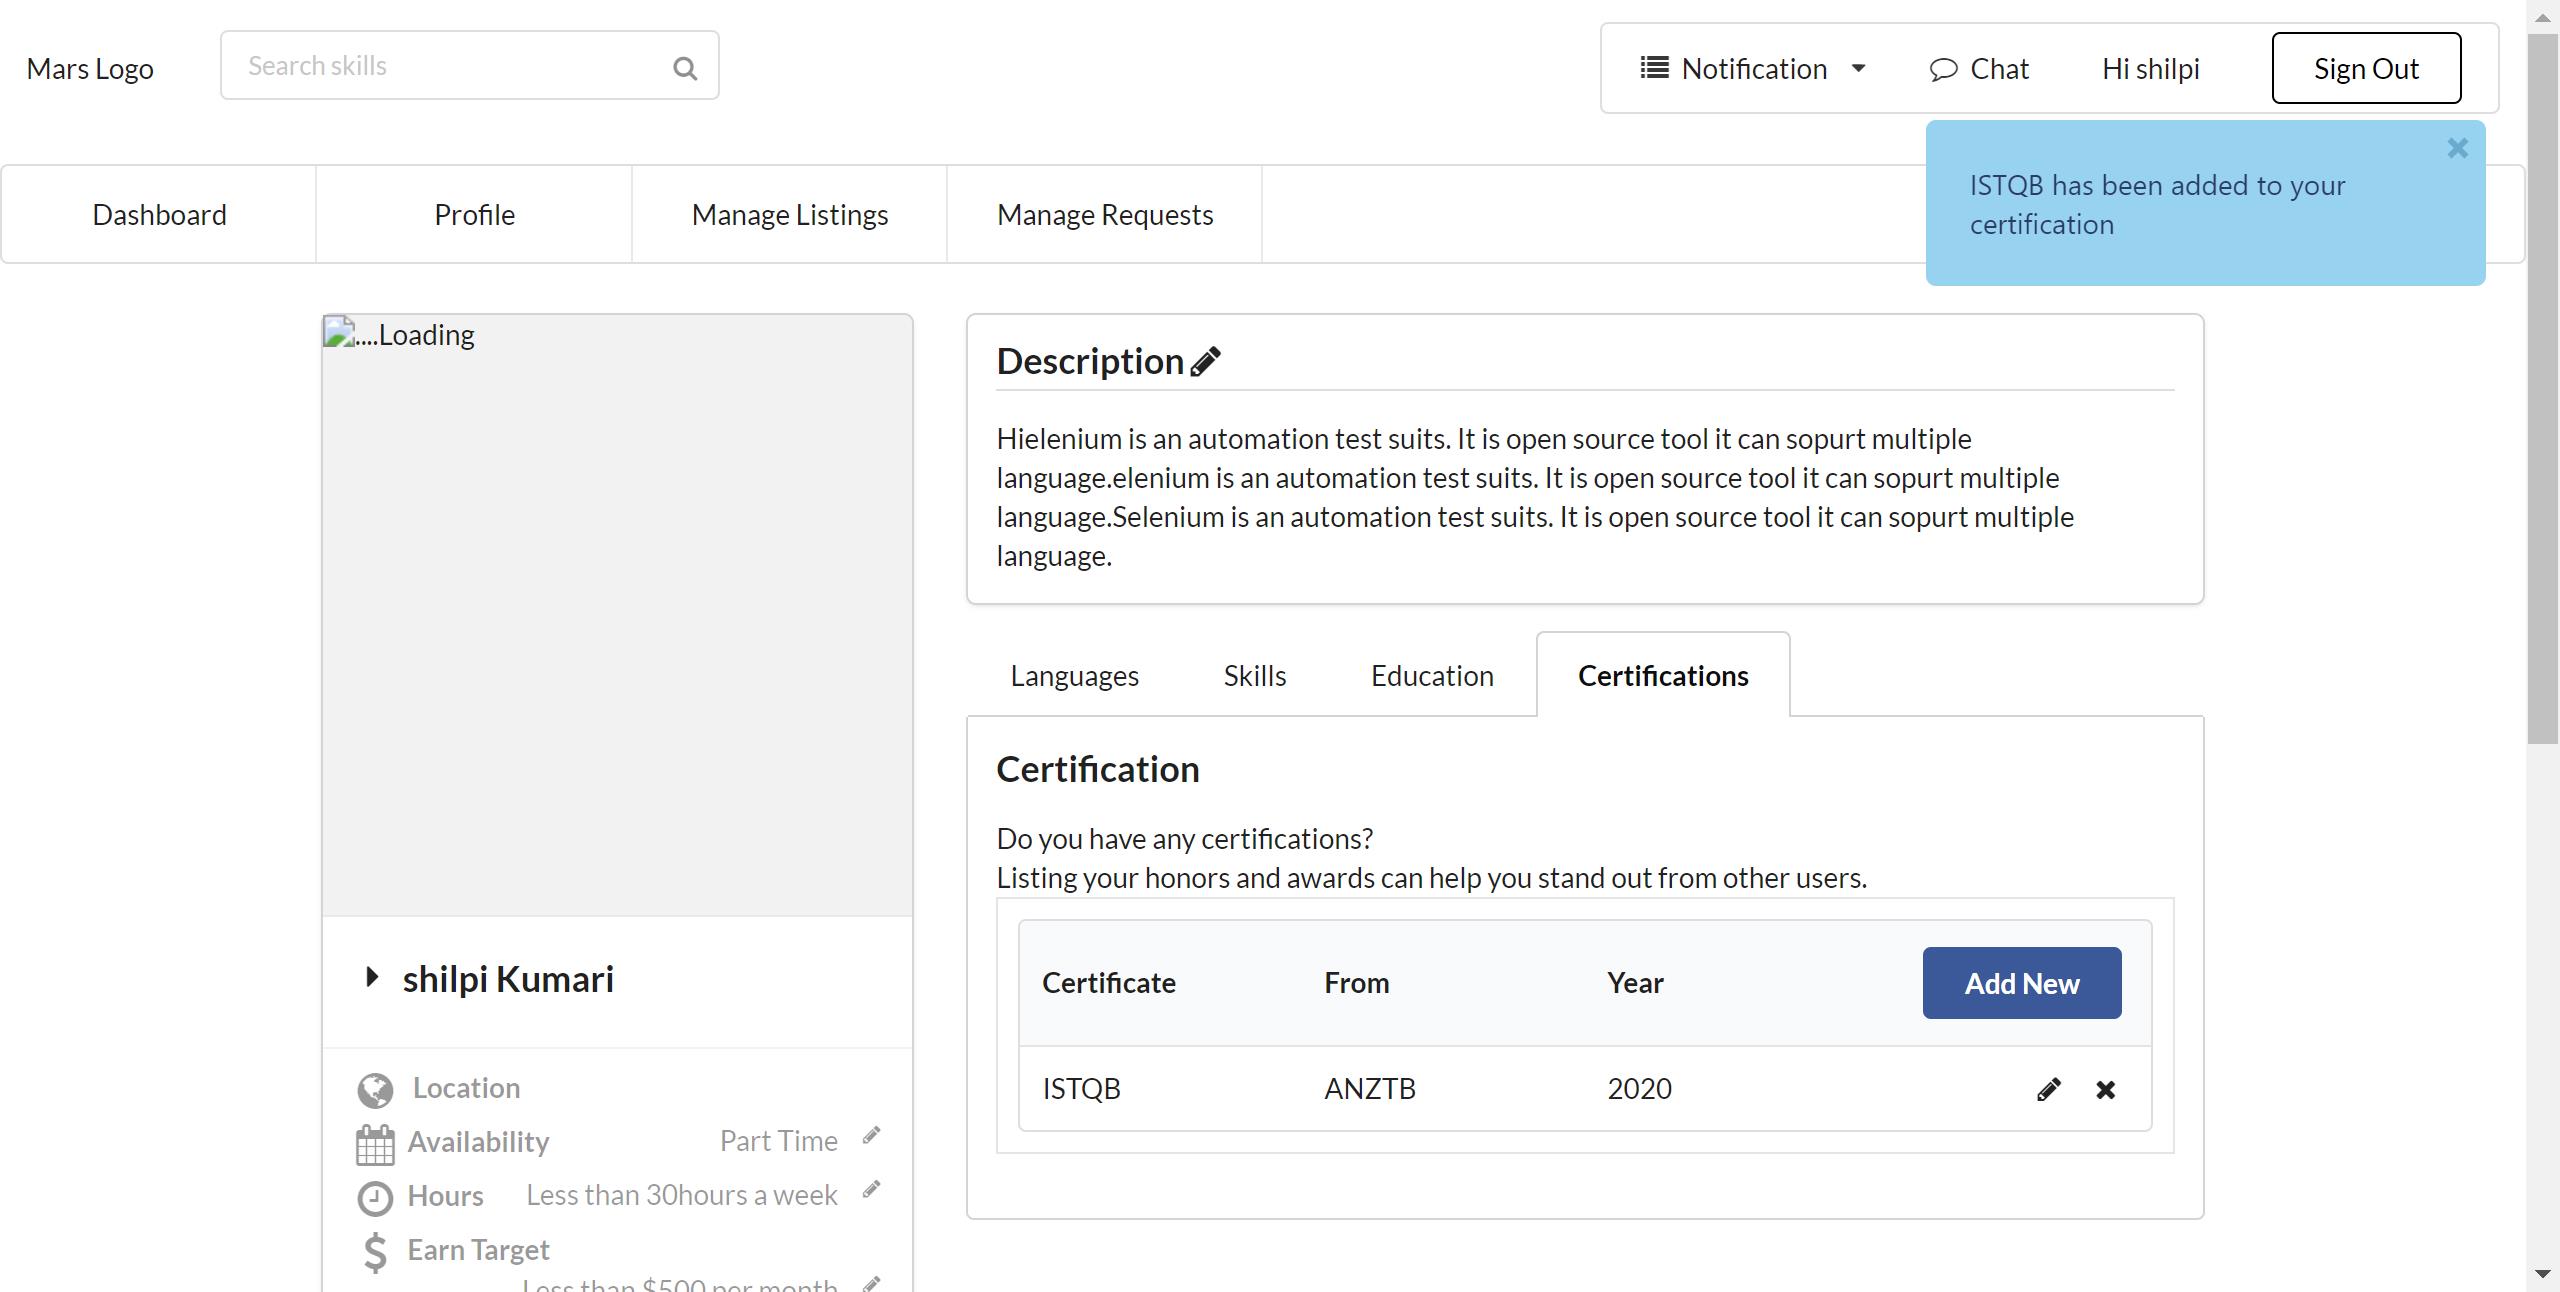 Mars Logo
Search skills
Notification
Chat
Hi shilpi
Sign Out
ISTQB has been added to your
certification
Dashboard
Profile
Manage Listings
Manage Requests
....Loading
shilpi Kumari
Location
Availability
Part Time
Hours
Less than 30hours a week
Earn Target
Less than $500 per month
Description
Hielenium is an automation test suits. It is open source tool it can sopurt multiple
language.elenium is an automation test suits. It is open source tool it can sopurt multiple
language.Selenium is an automation test suits. It is open source tool it can sopurt multiple
language.
Languages
Skills
Education
Certifications
Certification
Do you have any certifications?
Listing your honors and awards can help you stand out from other users.
Certificate
From
Year
Add New
ISTQB
ANZTB
2020